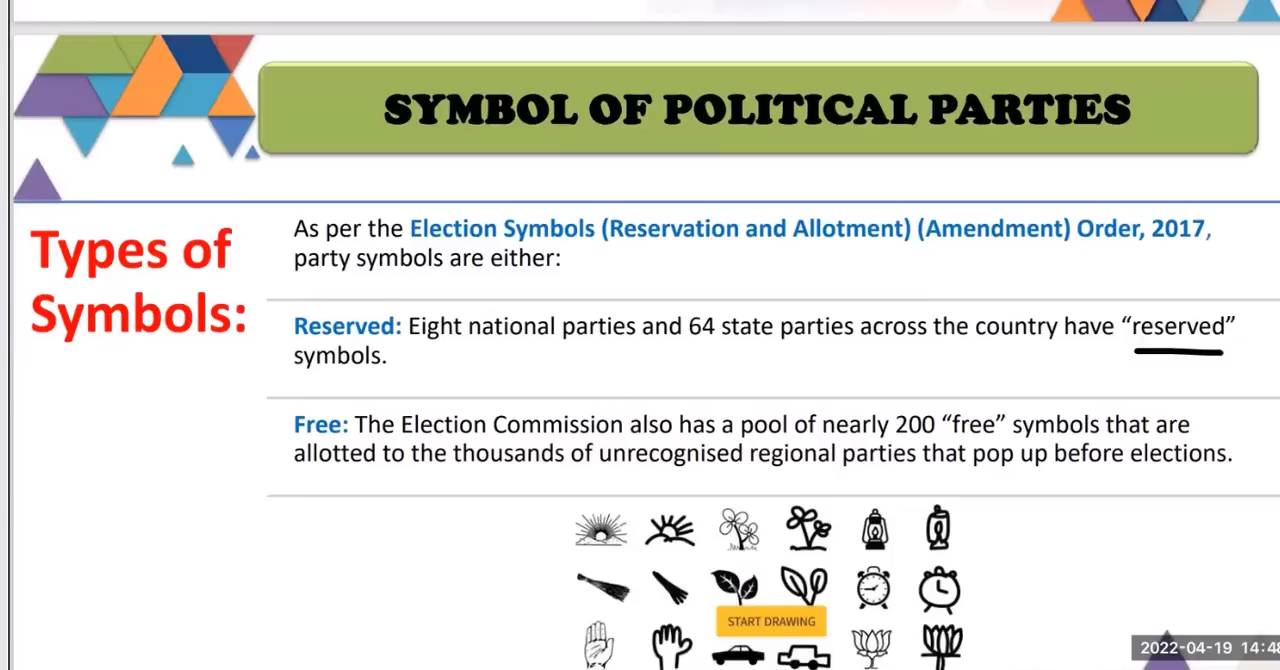 SYMBOL OF POLITICAL PARTIES
Types of
Symbols:
As per the Election Symbols (Reservation and Allotment) (Amendment) Order, 2017,
party symbols are either:
Reserved: Eight national parties and 64 state parties across the country have “reserved”
symbols.
Free: The Election Commission also has a pool of nearly 200 “free” symbols that are
allotted to the thousands of unrecognised regional parties that pop up before elections.
START DRAWING
2022-04-19 14:48